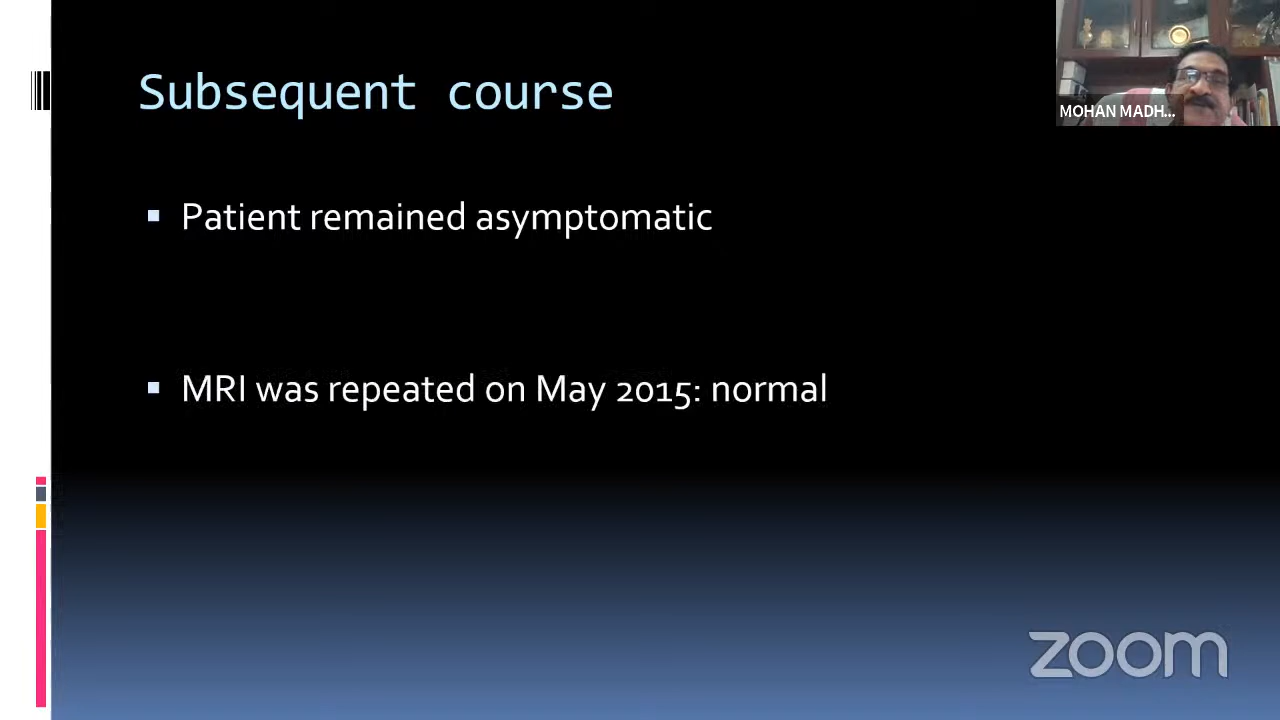 Subsequent course
MOHAN MADH...
Patient remained asymptomatic
MRI was repeated on May 2015: normal
zoom